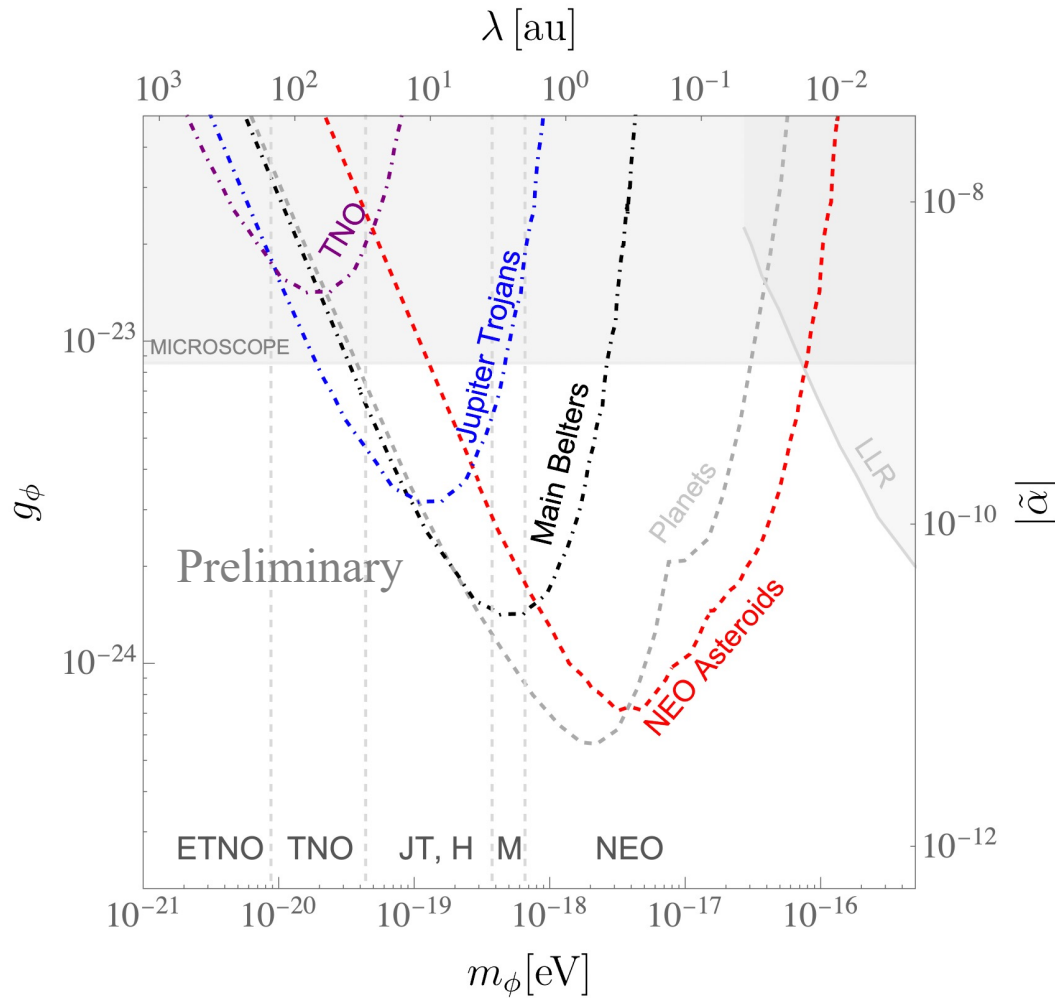 λ [au]
10³ 10² 10¹ 10⁰ 10⁻¹ 10⁻²
TNO
10⁻⁸
Jupiter Trojans
10⁻²³
MICROSCOPE
Main Belters
LLR
Planets
g_ϕ
|α̃|
10⁻¹⁰
Preliminary
NEO Asteroids
10⁻²⁴
ETNO TNO JT, H M NEO
10⁻¹²
10⁻²¹ 10⁻²⁰ 10⁻¹⁹ 10⁻¹⁸ 10⁻¹⁷ 10⁻¹⁶
m_ϕ[eV]